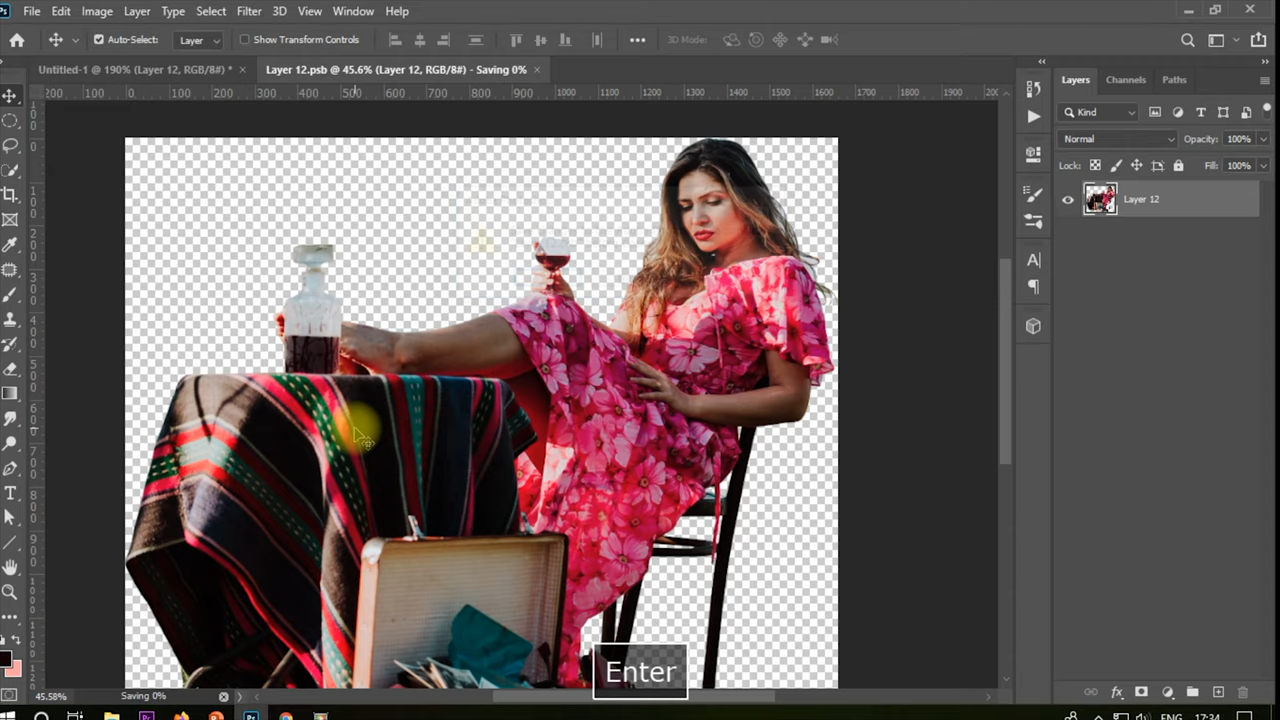 Ps File Edit Image Layer Type Select Filter 3D View Window Help
Auto-Select: Layer Show Transform Controls 3D Mode:
Untitled-1 @ 190% (Layer 12, RGB/8#) * × Layer 12.psb @ 45.6% (Layer 12, RGB/8#) - Saving 0% ×
200 100 0 100 200 300 400 500 600 700 800 900 1000 1100 1200 1300 1400 1500 1600 1700 1800 1900
Layers Channels Paths
Kind
Normal Opacity: 100%
Lock: Fill: 100%
Layer 12
Enter
45.58% Saving 0%
ENG 17:34